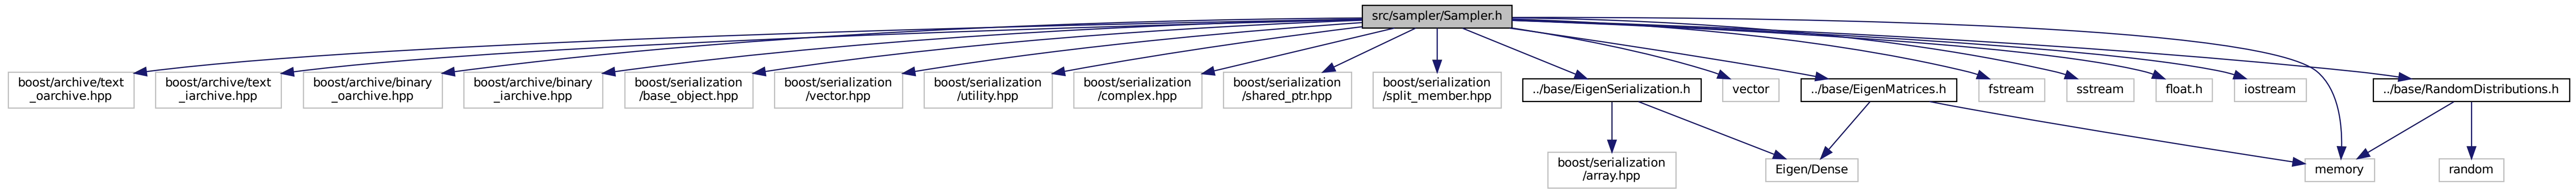 src/sampler/Sampler.h
boost/archive/text
_oarchive.hpp
boost/archive/text
_iarchive.hpp
boost/archive/binary
_oarchive.hpp
boost/archive/binary
_iarchive.hpp
boost/serialization
/base_object.hpp
boost/serialization
/vector.hpp
boost/serialization
/utility.hpp
boost/serialization
/complex.hpp
boost/serialization
/shared_ptr.hpp
boost/serialization
/split_member.hpp
../base/EigenSerialization.h
vector
../base/EigenMatrices.h
fstream
sstream
float.h
iostream
../base/RandomDistributions.h
boost/serialization
/array.hpp
Eigen/Dense
memory
random